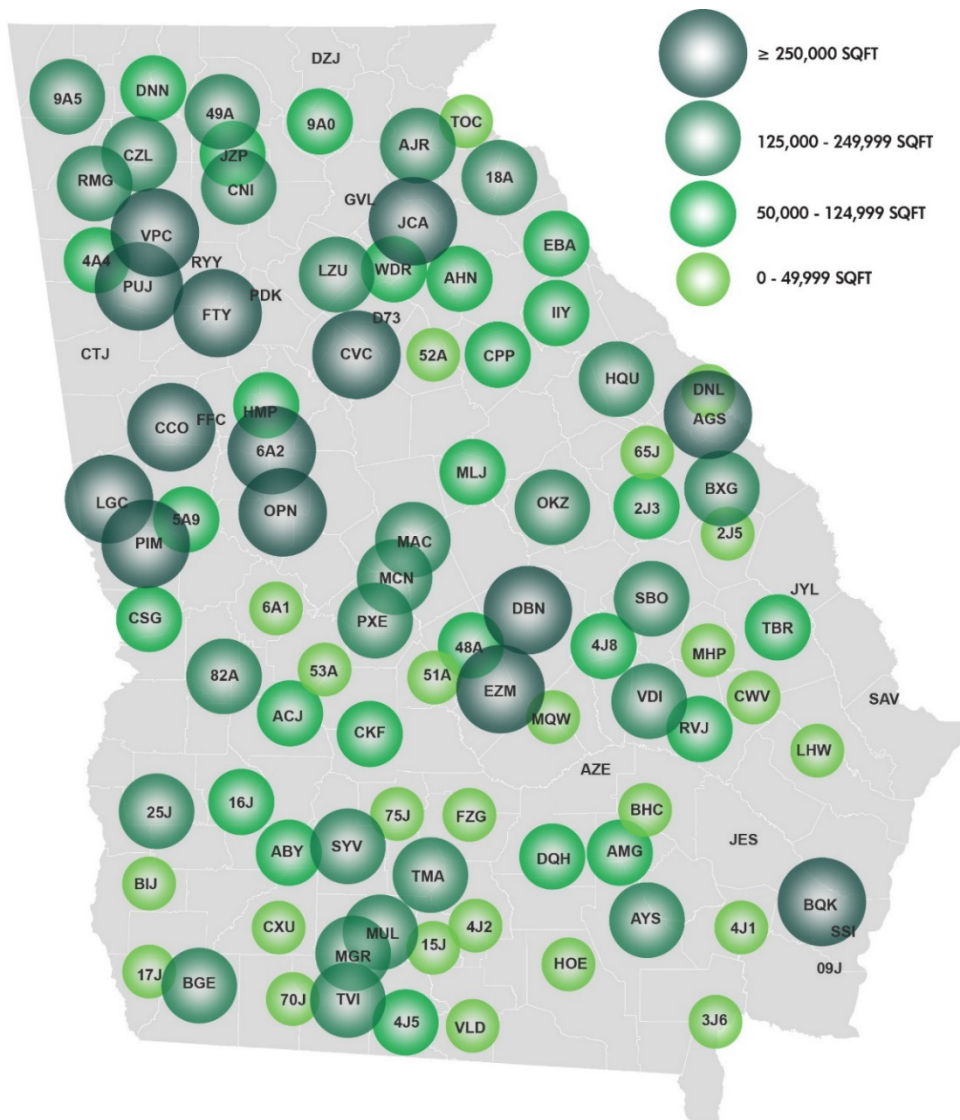 DZJ
≥ 250,000 SQFT
9A5
DNN
49A
9A0
TOC
125,000 - 249,999 SQFT
CZL
JZP
AJR
18A
RMG
CNI
GVL
50,000 - 124,999 SQFT
VPC
JCA
EBA
4A4
RYY
LZU
WDR
AHN
0 - 49,999 SQFT
PUJ
PDK
FTY
D73
IIY
CTJ
CVC
52A
CPP
HQU
DNL
CCO
FFC
HMP
AGS
6A2
65J
LGC
5A9
OPN
MLJ
OKZ
2J3
BXG
PIM
MAC
2J5
MCN
CSG
6A1
PXE
DBN
SBO
JYL
TBR
48A
4J8
MHP
82A
53A
51A
EZM
VDI
CWV
SAV
ACJ
CKF
MQW
RVJ
LHW
AZE
25J
16J
75J
FZG
BHC
JES
ABY
SYV
DQH
AMG
BIJ
TMA
BQK
CXU
MUL
15J
4J2
AYS
4J1
SSI
17J
BGE
MGR
HOE
09J
70J
TVI
4J5
VLD
3J6